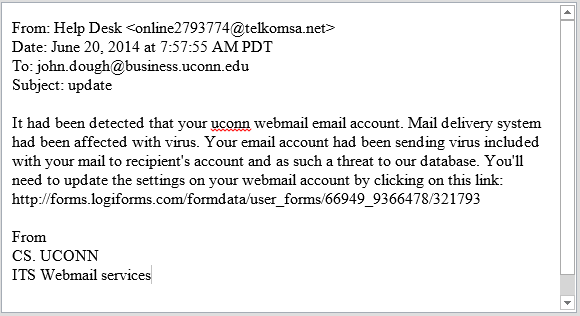 From: Help Desk <online2793774@telkomsa.net>
Date: June 20, 2014 at 7:57:55 AM PDT
To: john.dough@business.uconn.edu
Subject: update
It had been detected that your uconn webmail email account. Mail delivery system
had been affected with virus. Your email account had been sending virus included
with your mail to recipient's account and as such a threat to our database. You'll
need to update the settings on your webmail account by clicking on this link:
http://forms.logiforms.com/formdata/user_forms/66949_9366478/321793
From
CS. UCONN
ITS Webmail services